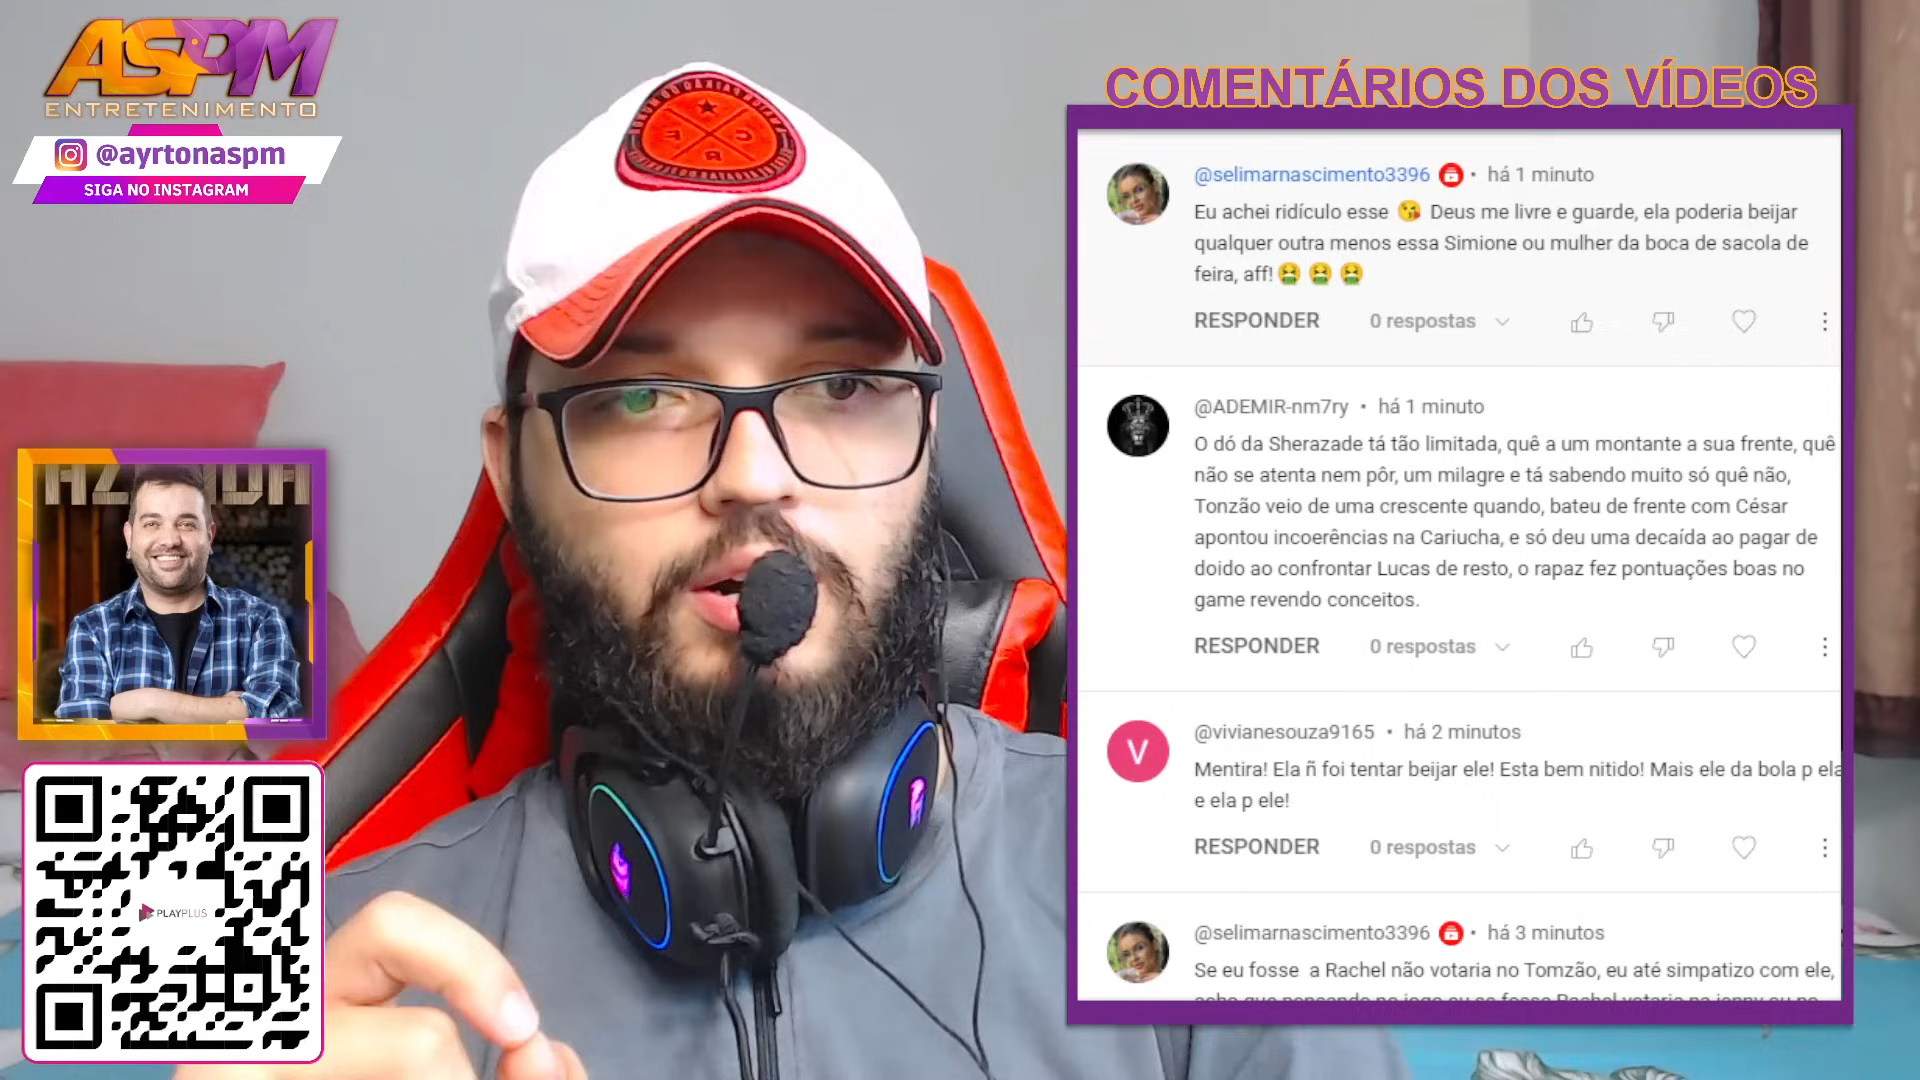 ASPM
ENTRETENIMENTO
@ayrtonaspm
SIGA NO INSTAGRAM
PLAYPLUS
COMENTÁRIOS DOS VÍDEOS
@selimarnascimento3396 • há 1 minuto
Eu achei ridículo esse 😘 Deus me livre e guarde, ela poderia beijar
qualquer outra menos essa Simione ou mulher da boca de sacola de
feira, aff! 🤮 🤮 🤮
RESPONDER 0 respostas
@ADEMIR-nm7ry • há 1 minuto
O dó da Sherazade tá tão limitada, quê a um montante a sua frente, quê
não se atenta nem pôr, um milagre e tá sabendo muito só quê não,
Tonzão veio de uma crescente quando, bateu de frente com César
apontou incoerências na Cariucha, e só deu uma decaída ao pagar de
doido ao confrontar Lucas de resto, o rapaz fez pontuações boas no
game revendo conceitos.
RESPONDER 0 respostas
V
@vivianesouza9165 • há 2 minutos
Mentira! Ela ñ foi tentar beijar ele! Esta bem nitido! Mais ele da bola p ela
e ela p ele!
RESPONDER 0 respostas
@selimarnascimento3396 • há 3 minutos
Se eu fosse a Rachel não votaria no Tomzão, eu até simpatizo com ele,